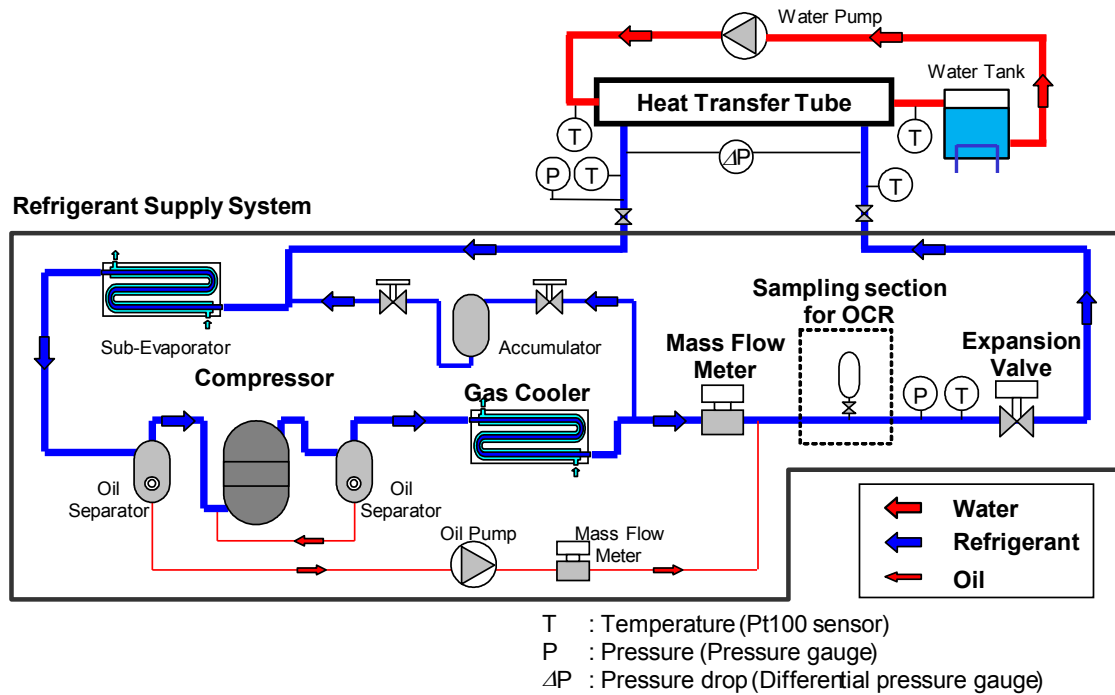 Water Pump
Water Tank
Heat Transfer Tube
T
T
ΔP
P
T
T
Refrigerant Supply System
Sampling section
for OCR
Sub-Evaporator
Accumulator
Mass Flow
Meter
Expansion
Valve
Compressor
Gas Cooler
P
T
Oil
Separator
Oil
Separator
Oil Pump
Mass Flow
Meter
Water
Refrigerant
Oil
T : Temperature (Pt100 sensor)
P : Pressure (Pressure gauge)
ΔP : Pressure drop (Differential pressure gauge)